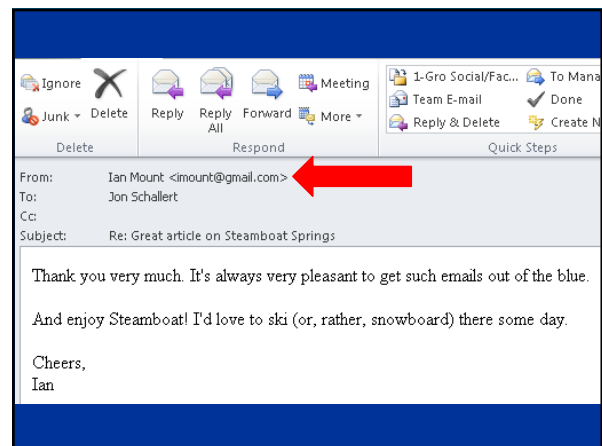 Ignore
Junk
Delete
Reply
Reply All
Forward
Meeting
More
Delete
Respond
1-Gro Social/Fac...
Team E-mail
Reply & Delete
To Mana
Done
Create N
Quick Steps
From: Ian Mount <imount@gmail.com>
To: Jon Schallert
Cc:
Subject: Re: Great article on Steamboat Springs
Thank you very much. It's always very pleasant to get such emails out of the blue.
And enjoy Steamboat! I'd love to ski (or, rather, snowboard) there some day.
Cheers,
Ian